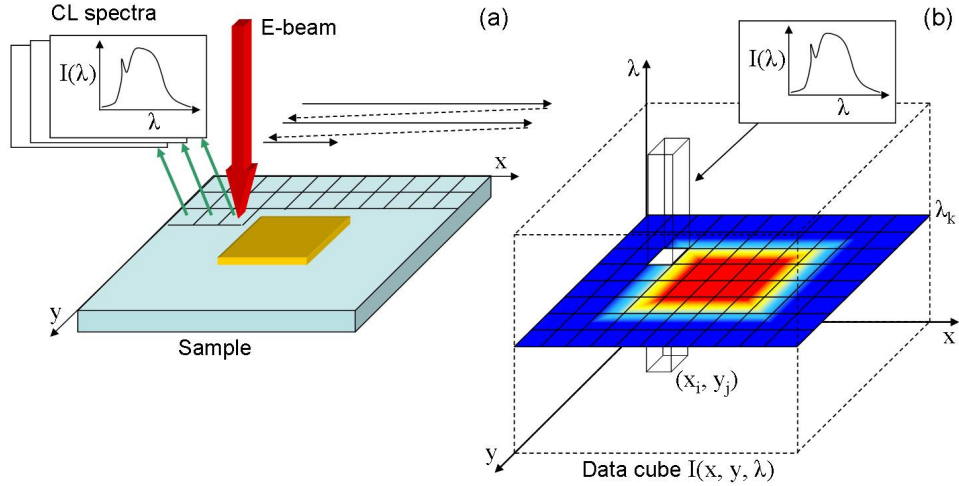 CL spectra
I(λ)
λ
E-beam
(a)
x
y
Sample
(b)
I(λ)
λ
λ
λk
x
(xi, yj)
y
Data cube I(x, y, λ)